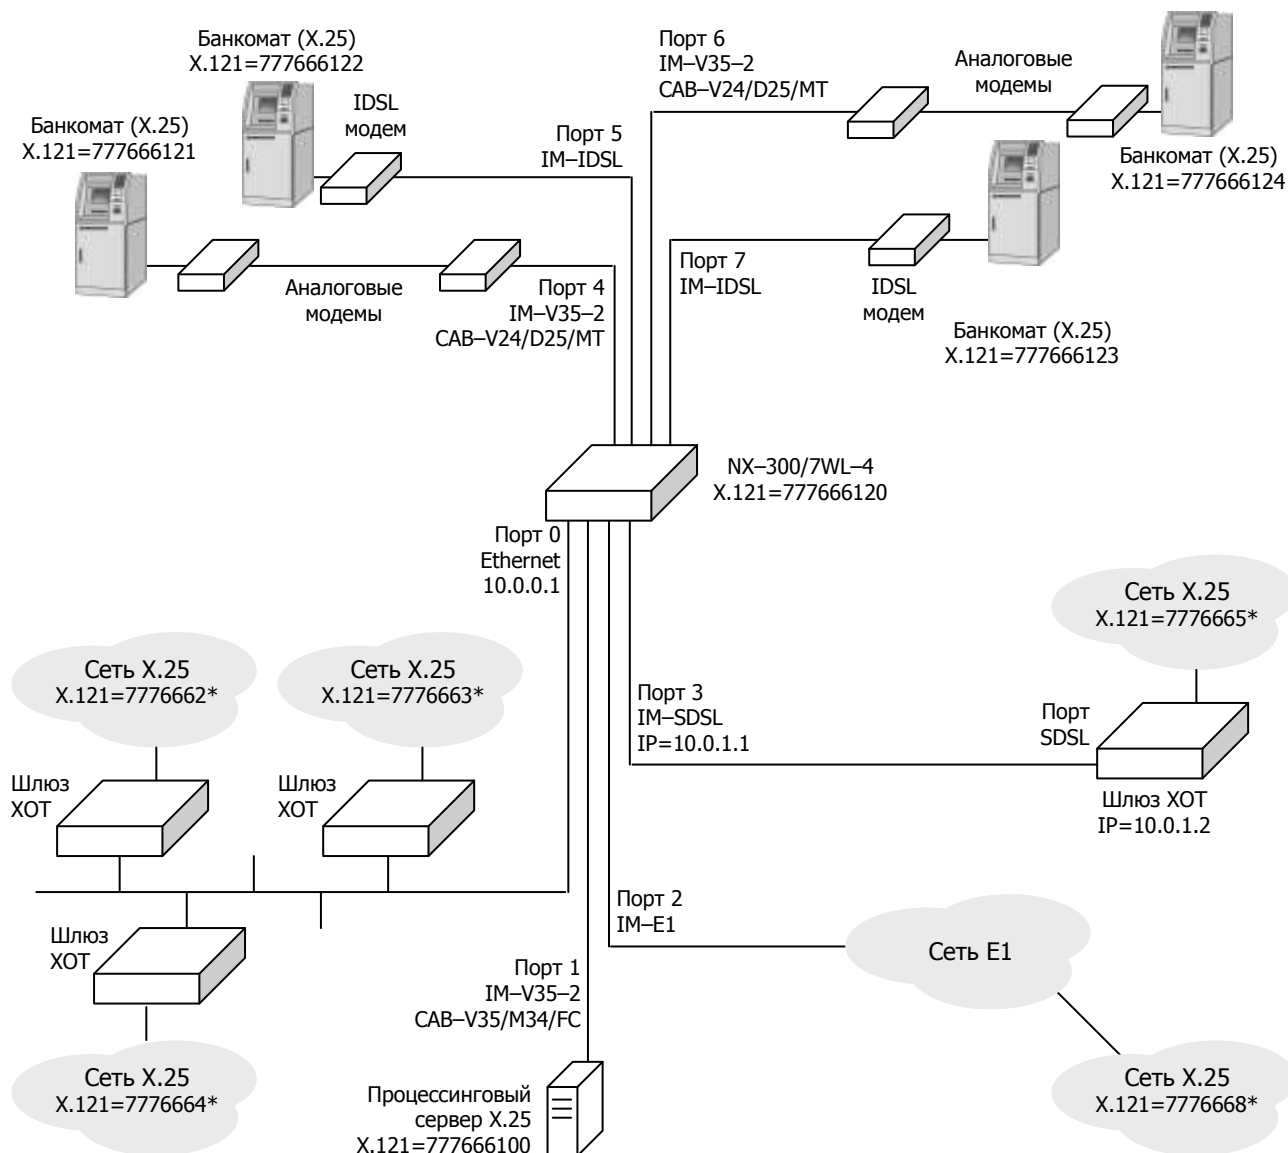 Банкомат (X.25)
X.121=777666122
IDSL
модем
Порт 5
IM–IDSL
Банкомат (X.25)
X.121=777666121
Аналоговые
модемы
Порт 4
IM–V35–2
CAB–V24/D25/MT
Порт 6
IM–V35–2
CAB–V24/D25/MT
Аналоговые
модемы
Банкомат (X.25)
X.121=777666124
Порт 7
IM–IDSL
IDSL
модем
Банкомат (X.25)
X.121=777666123
NX–300/7WL–4
X.121=777666120
Порт 0
Ethernet
10.0.0.1
Сеть X.25
X.121=7776662*
Сеть X.25
X.121=7776663*
Шлюз
XOT
Шлюз
XOT
Шлюз
XOT
Сеть X.25
X.121=7776664*
Порт 3
IM–SDSL
IP=10.0.1.1
Сеть X.25
X.121=7776665*
Порт
SDSL
Шлюз XOT
IP=10.0.1.2
Порт 2
IM–E1
Сеть E1
Порт 1
IM–V35–2
CAB–V35/M34/FC
Процессинговый
сервер X.25
X.121=777666100
Сеть X.25
X.121=7776668*